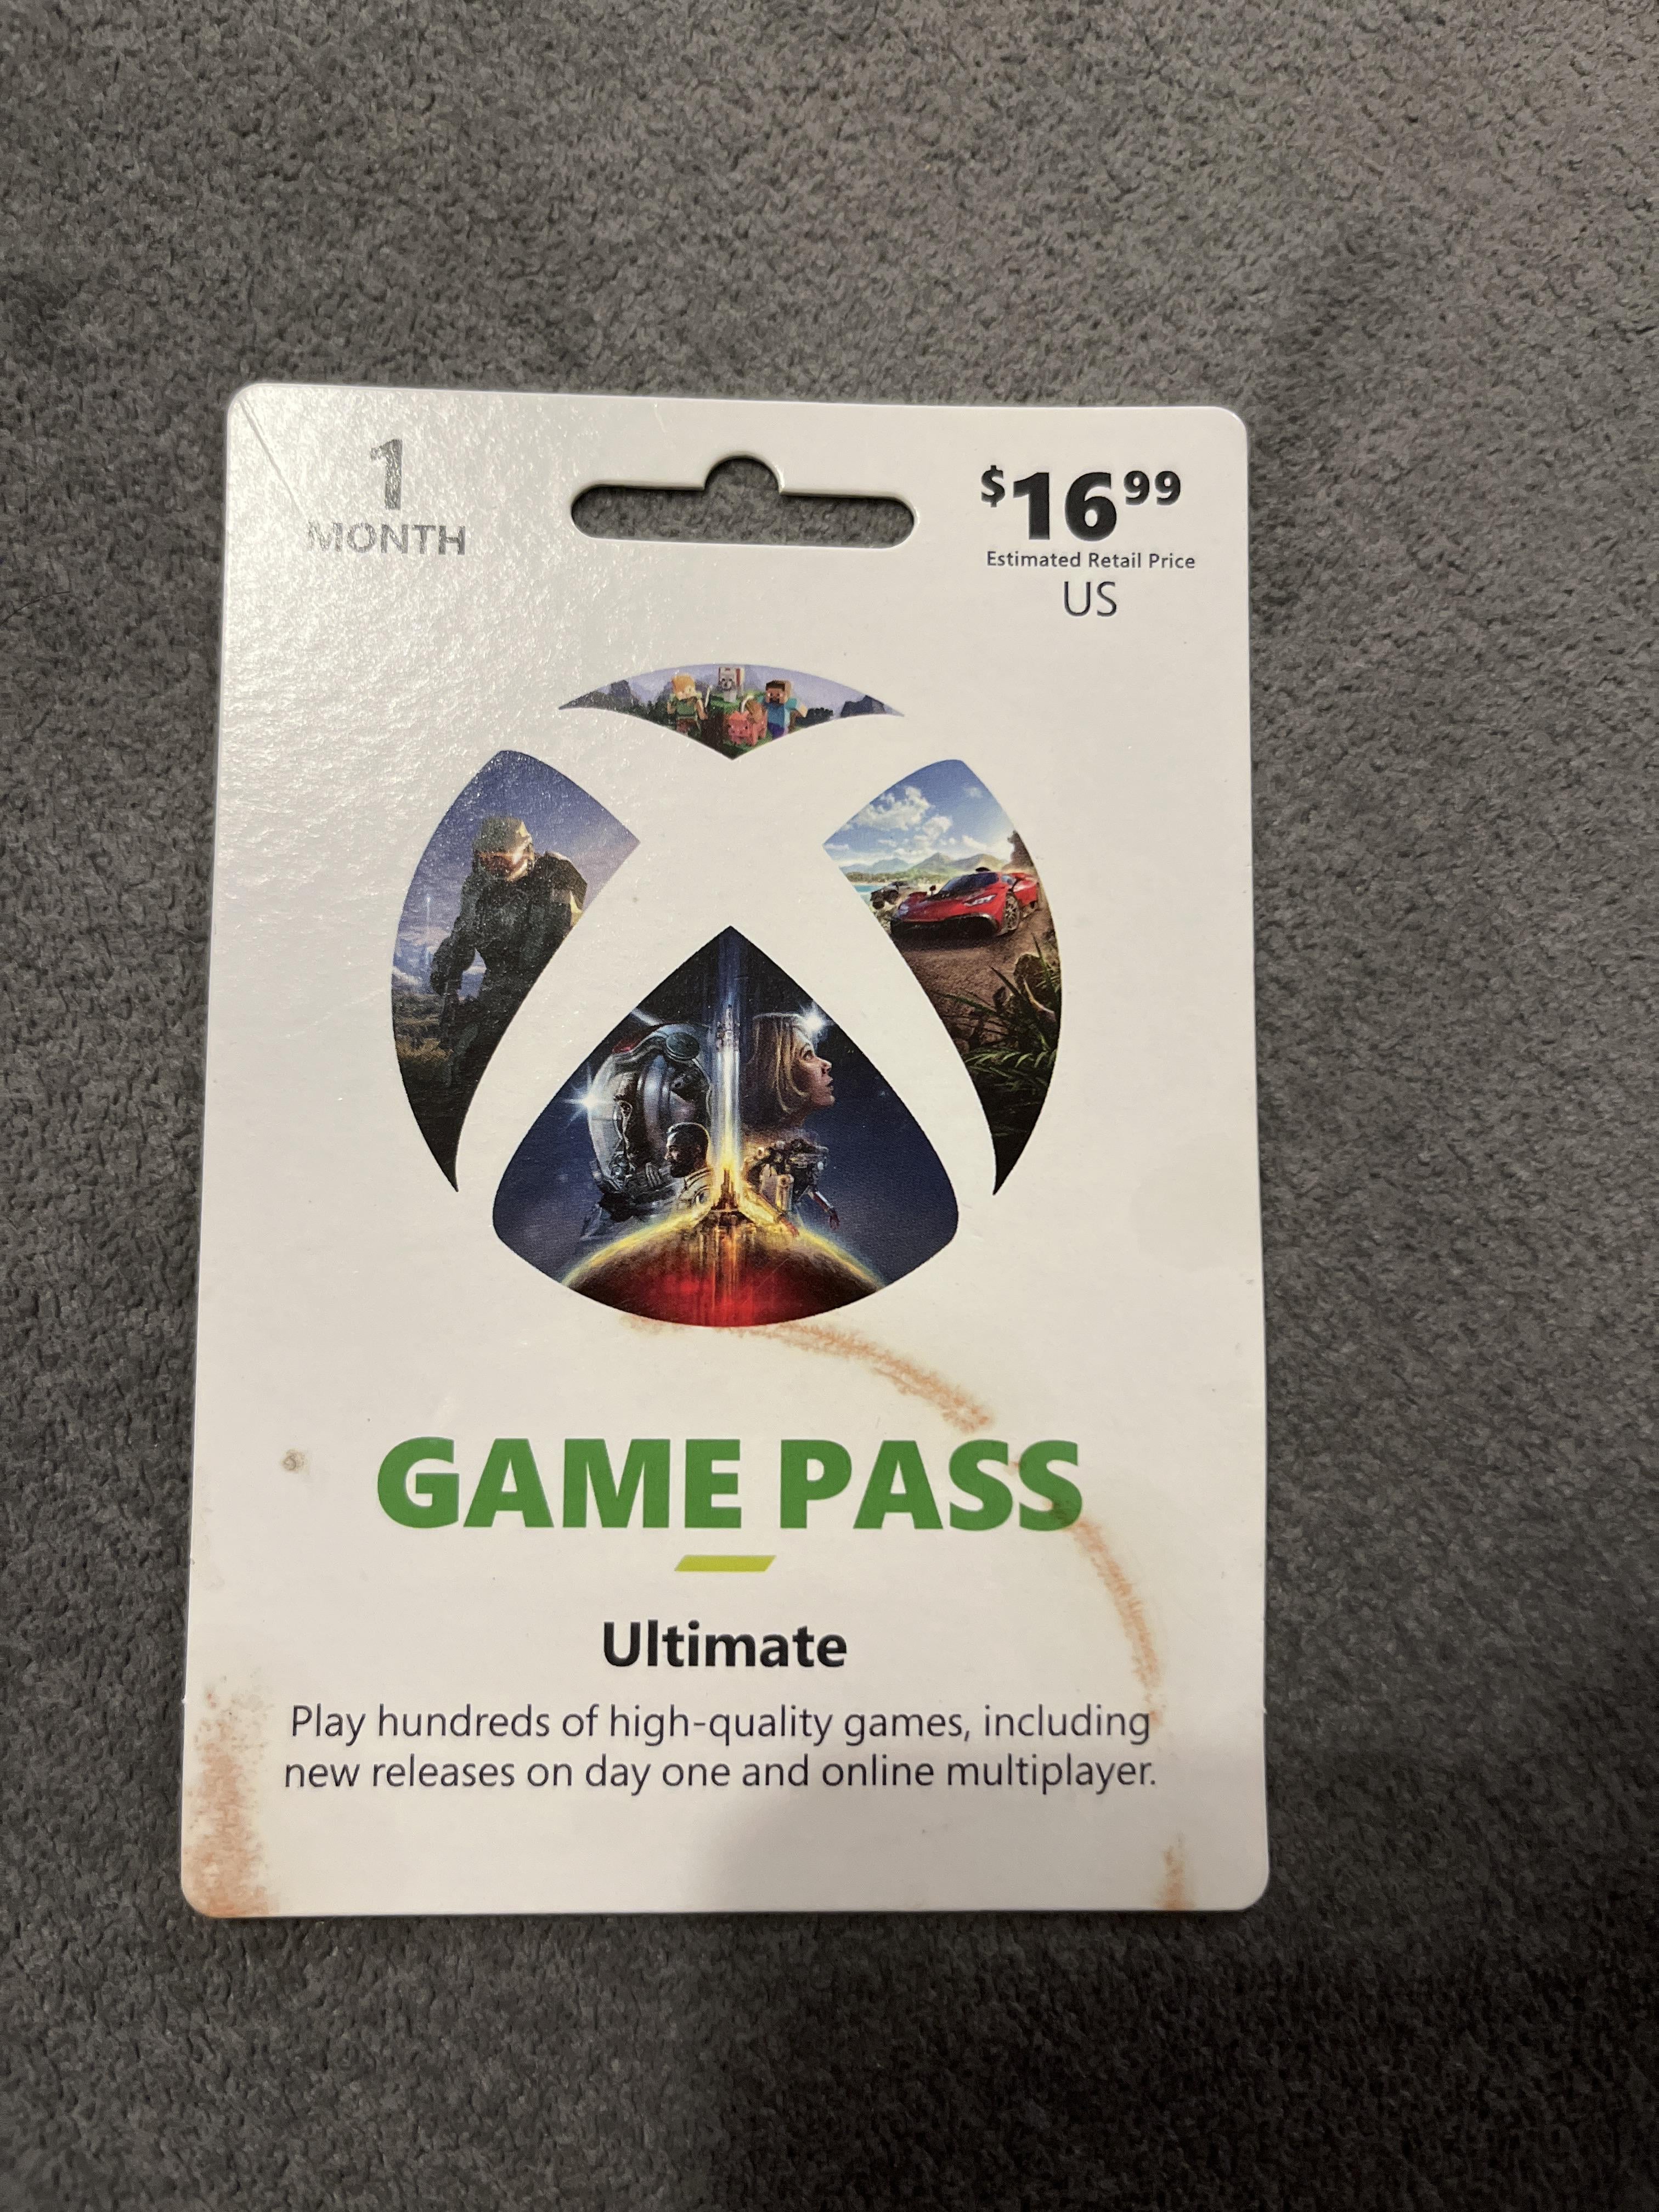 1
MONTH
$16.99
Estimated Retail Price
US
GAME PASS
Ultimate
Play hundreds of high-quality games, including
new releases on day one and online multiplayer.